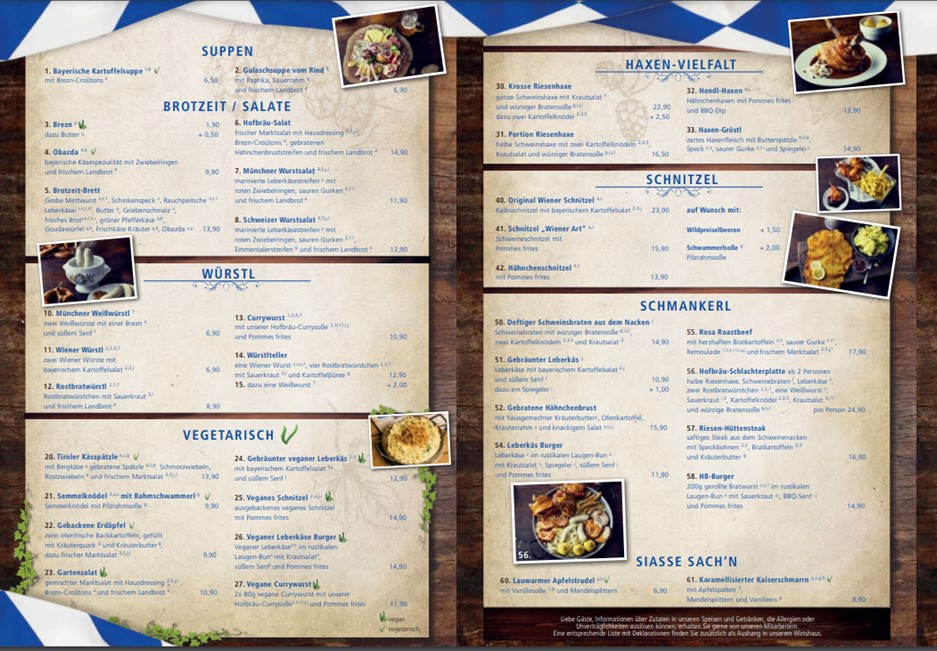 SUPPEN
1. Bayerische Kartoffelsuppe
mit Brezn-Croûtons 6,50
2. Gulaschsuppe vom Rind
mit Paprika, Sauerrahm
und frischem Landbrot 6,90
BROTZEIT / SALATE
3. Brezn 1,90
dazu Butter + 0,50
4. Obazda
bayerische Käsespezialität mit Zwiebelringen
und frischem Landbrot 9,90
5. Brotzeit-Brett
Grobe Mettwurst, Schinkenspeck, Rauchpeitsche
Leberkäse, Butter, Griebenschmalz,
frisches Brot, grüner Pfefferkäse,
Goudawürfel, Frischkäse Kräuter, Obazda 13,90
6. Hofbräu-Salat
frischer Marktsalat mit Hausdressing
Brezn-Croûtons, gebratenen
Hähnchenbruststreifen und frischem Landbrot 14,90
7. Münchner Wurstsalat
marinierte Leberkäsestreifen mit
roten Zwiebelringen, sauren Gurken
und frischem Landbrot 11,90
8. Schweizer Wurstsalat
marinierte Leberkäsestreifen mit
roten Zwiebelringen, sauren Gurken
Emmentalerstreifen und frischem Landbrot 12,90
WÜRSTL
10. Münchner Weißwürstl
zwei Weißwürste mit einer Brezn
und süßem Senf 6,90
11. Wiener Würstl
zwei Wiener Würste mit
bayerischem Kartoffelsalat 6,90
12. Rostbratwürstl
Rostbratwürstchen mit Sauerkraut
und frischem Landbrot 8,90
13. Currywurst
mit unserer Hofbräu-Currysoße
und Pommes frites 10,90
14. Würstlteller
eine Wiener Wurst, vier Rostbratwürstchen
mit Sauerkraut und Kartoffelpüree 12,90
15. dazu eine Weißwurst + 2,00
VEGETARISCH
20. Tiroler Kässpätzle
mit Bergkäse gebratene Spätzle, Schmorzwiebeln,
Röstzwiebeln und frischem Marktsalat 13,90
21. Semmelknödel mit Rahmschwammerl
Semmelknödel mit Pilzrahmsoße 9,90
22. Gebackene Erdäpfel
zwei ofenfrische Backkartoffeln, gefüllt
mit Kräuterquark und Kräuterbutter,
dazu frischer Marktsalat 9,90
23. Gartensalat
gemischter Marktsalat mit Hausdressing
Brezn-Croûtons und frischem Landbrot 10,90
24. Gebräunter veganer Leberkäs
mit bayerischem Kartoffelsalat
und süßem Senf 12,90
25. Veganes Schnitzel
ausgebackenes veganes Schnitzel
mit Pommes frites 14,90
26. Veganer Leberkäse Burger
Veganer Leberkäse im rustikalen
Laugen-Bun mit Krautsalat,
süßem Senf und Pommes frites 14,90
27. Vegane Currywurst
2x 80g vegane Currywurst mit unserer
Hofbräu-Currysoße und Pommes frites 11,90
vegan
vegetarisch
HAXEN-VIELFALT
30. Krosse Riesenhaxe
ganze Schweinshaxe mit Krautsalat
und würziger Bratensoße 22,90
dazu zwei Kartoffelknödel + 2,50
31. Portion Riesenhaxe
halbe Schweinshaxe mit zwei Kartoffelknödeln
Krautsalat und würziger Bratensoße 16,50
32. Hendl-Haxen
Hähnchenhaxen mit Pommes frites
und BBQ-Dip 13,90
33. Haxen-Gröstl
zartes Haxenfleisch mit Butterspätzle
Speck, saurer Gurke und Spiegelei 14,90
SCHNITZEL
40. Original Wiener Schnitzel
Kalbsschnitzel mit bayerischem Kartoffelsalat 23,90
41. Schnitzel „Wiener Art"
Schweineschnitzel mit
Pommes frites 15,90
42. Hähnchenschnitzel
mit Pommes frites 13,90
auf Wunsch mit:
Wildpreiselbeeren + 1,50
Schwammerlsoße + 2,00
Pilzrahmsoße
SCHMANKERL
50. Deftiger Schweinsbraten aus dem Nacken
Schweinebraten mit würziger Bratensoße
zwei Kartoffelknödeln und Krautsalat 14,90
51. Gebräunter Leberkäs
Leberkäse mit bayerischem Kartoffelsalat
und süßem Senf 10,90
dazu ein Spiegelei + 1,00
52. Gebratene Hähnchenbrust
mit hausgemachter Kräuterbutter, Ofenkartoffel,
Kräuterrahm und knackigem Salat 15,90
54. Leberkäs Burger
Leberkäse im rustikalen Laugen-Bun
mit Krautsalat, Spiegelei, süßem Senf
und Pommes frites 11,90
55. Rosa Roastbeef
mit herzhaften Bratkartoffeln, saurer Gurke,
Remoulade und frischem Marktsalat 17,90
56. Hofbräu-Schlachterplatte ab 2 Personen
halbe Riesenhaxe, Schweinebraten, Leberkäse,
zwei Rostbratwürstchen, eine Weißwurst,
Sauerkraut, Kartoffelknödel, Krautsalat
und würzige Bratensoße pro Person 24,90
57. Riesen-Hüttensteak
saftiges Steak aus dem Schweinenacken
mit Speckbohnen, Bratkartoffeln
und Kräuterbutter 16,90
58. HB-Burger
200g gerollte Bratwurst im rustikalen
Laugen-Bun mit Sauerkraut, BBQ-Senf
und Pommes frites 14,90
56.
SIASSE SACH'N
60. Lauwarmer Apfelstrudel
mit Vanillesoße und Mandelsplittern 6,90
61. Karamellisierter Kaiserschmarrn
mit Apfelspalten,
Mandelsplittern und Vanilleeis 8,90
Liebe Gäste, Informationen über Zutaten in unseren Speisen und Getränken, die Allergien oder
Unverträglichkeiten auslösen können, erhalten Sie gerne von unseren Mitarbeitern.
Eine entsprechende Liste mit Deklarationen finden Sie zusätzlich als Aushang in unserem Wirtshaus.